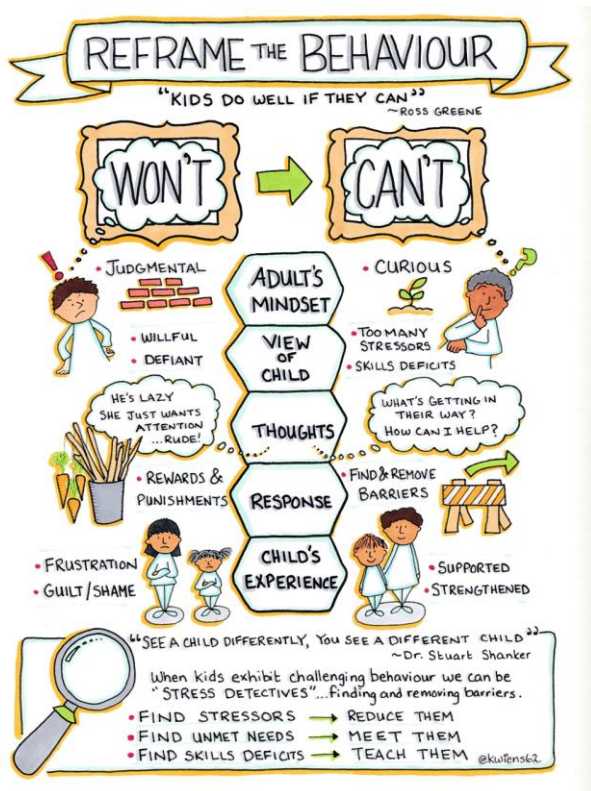 REFRAME THE BEHAVIOUR
"KIDS DO WELL IF THEY CAN"
~ROSS GREENE
WON'T
CAN'T
!
?
• JUDGMENTAL
ADULT'S
MINDSET
• CURIOUS
• WILLFUL
• DEFIANT
VIEW
OF
CHILD
• TOO MANY
STRESSORS
• SKILLS DEFICITS
HE'S LAZY
SHE JUST WANTS
ATTENTION
...RUDE!
THOUGHTS
WHAT'S GETTING IN
THEIR WAY?
HOW CAN I HELP?
• REWARDS &
PUNISHMENTS
RESPONSE
• FIND & REMOVE
BARRIERS
• FRUSTRATION
• GUILT/SHAME
CHILD'S
EXPERIENCE
• SUPPORTED
• STRENGTHENED
"SEE A CHILD DIFFERENTLY, YOU SEE A DIFFERENT CHILD"
~Dr. Stuart Shanker
When kids exhibit challenging behaviour we can be
"STRESS DETECTIVES"...finding and removing barriers.
• FIND STRESSORS → REDUCE THEM
• FIND UNMET NEEDS → MEET THEM
• FIND SKILLS DEFICITS → TEACH THEM
@kwiens62